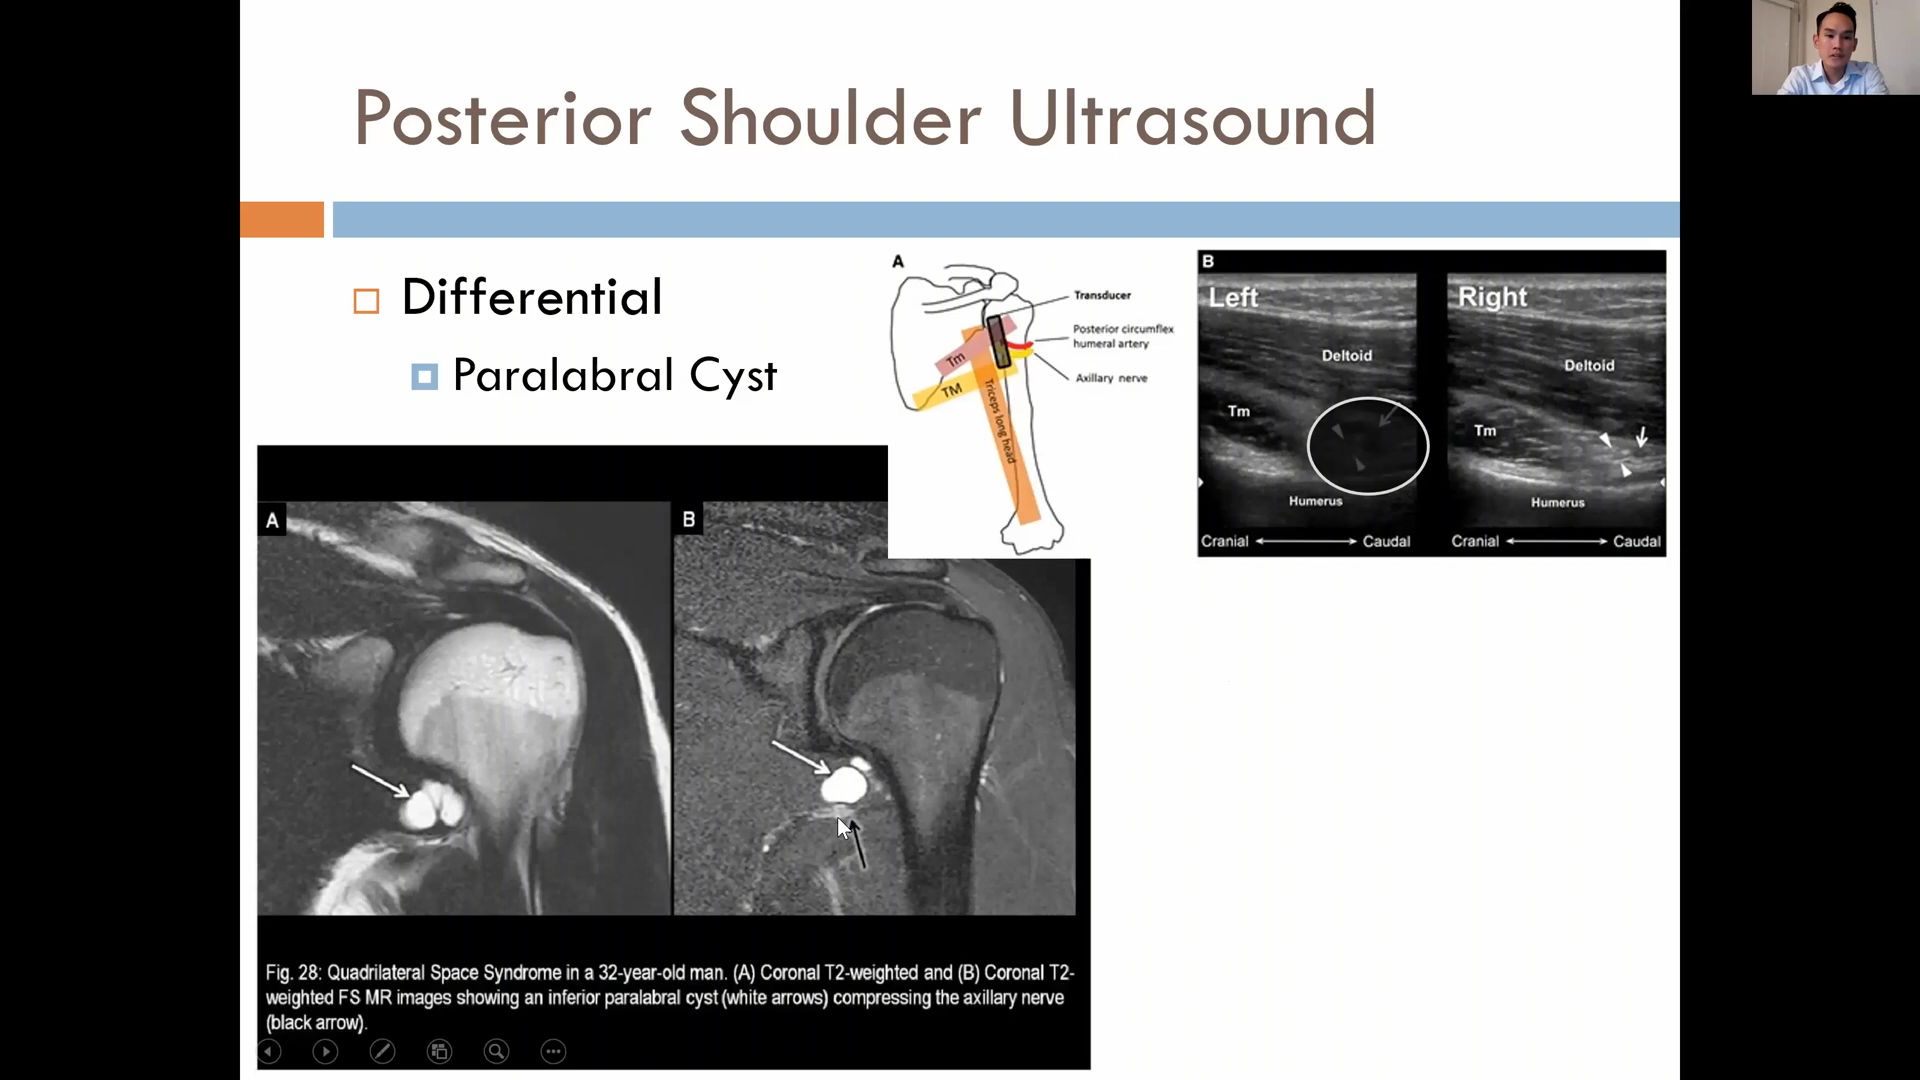 Posterior Shoulder Ultrasound
Differential
Paralabral Cyst
A
Transducer
Posterior circumflex
humeral artery
Axillary nerve
Tm
TM
Triceps long head
B
Left
Right
Deltoid
Deltoid
Tm
Tm
Humerus
Humerus
Cranial
Caudal
Cranial
Caudal
A
B
Fig. 28: Quadrilateral Space Syndrome in a 32-year-old man. (A) Coronal T2-weighted and (B) Coronal T2-
weighted FS MR images showing an inferior paralabral cyst (white arrows) compressing the axillary nerve
(black arrow).